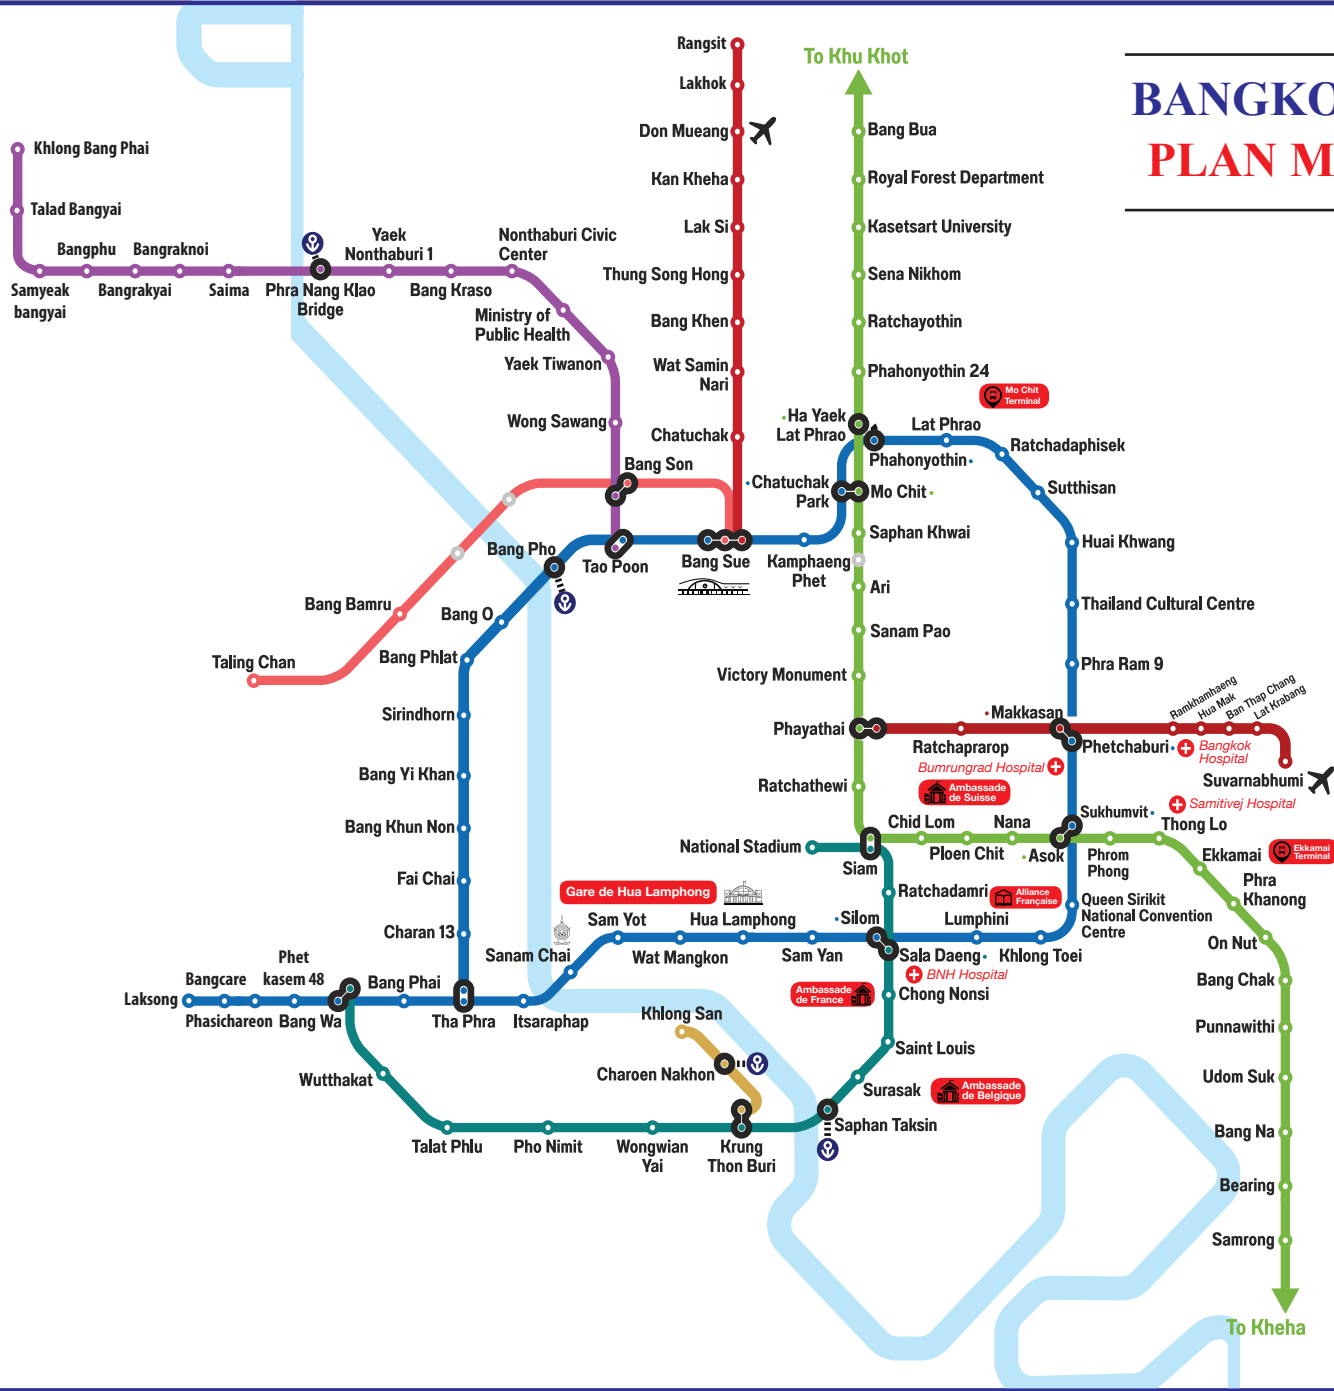 BANGKO
PLAN M
To Khu Khot
Rangsit
Lakhok
Don Mueang
Kan Kheha
Lak Si
Thung Song Hong
Bang Khen
Wat Samin
Nari
Chatuchak
Bang Bua
Royal Forest Department
Kasetsart University
Sena Nikhom
Ratchayothin
Phahonyothin 24
Mo Chit
Terminal
Khlong Bang Phai
Talad Bangyai
Bangphu
Bangraknoi
Samyeak
bangyai
Bangrakyai
Saima
Phra Nang Klao
Bridge
Yaek
Nonthaburi 1
Bang Kraso
Nonthaburi Civic
Center
Ministry of
Public Health
Yaek Tiwanon
Wong Sawang
Bang Son
Ha Yaek
Lat Phrao
Phahonyothin
Lat Phrao
Ratchadaphisek
Sutthisan
Huai Khwang
Thailand Cultural Centre
Phra Ram 9
Chatuchak
Park
Mo Chit
Saphan Khwai
Ari
Sanam Pao
Victory Monument
Bang Pho
Tao Poon
Bang Sue
Kamphaeng
Phet
Bang Bamru
Bang O
Taling Chan
Bang Phlat
Sirindhorn
Bang Yi Khan
Bang Khun Non
Fai Chai
Charan 13
Phayathai
Ratchaprarop
Makkasan
Phetchaburi
Ramkhamhaeng
Hua Mak
Ban Thap Chang
Lat Krabang
Bangkok
Hospital
Bumrungrad Hospital
Suvarnabhumi
Samitivej Hospital
Ratchathewi
Ambassade
de Suisse
National Stadium
Siam
Chid Lom
Ploen Chit
Nana
Asok
Sukhumvit
Phrom
Phong
Thong Lo
Ekkamai
Ekkamai
Terminal
Phra
Khanong
On Nut
Bang Chak
Punnawithi
Udom Suk
Bang Na
Bearing
Samrong
To Kheha
Gare de Hua Lamphong
Ratchadamri
Alliance
Française
Queen Sirikit
National Convention
Centre
Sanam Chai
Sam Yot
Wat Mangkon
Hua Lamphong
Sam Yan
Silom
Sala Daeng
Lumphini
Khlong Toei
BNH Hospital
Ambassade
de France
Chong Nonsi
Saint Louis
Surasak
Ambassade
de Belgique
Saphan Taksin
Laksong
Bangcare
Phasichareon
Phet
kasem 48
Bang Wa
Bang Phai
Tha Phra
Itsaraphap
Khlong San
Charoen Nakhon
Wutthakat
Talat Phlu
Pho Nimit
Wongwian
Yai
Krung
Thon Buri